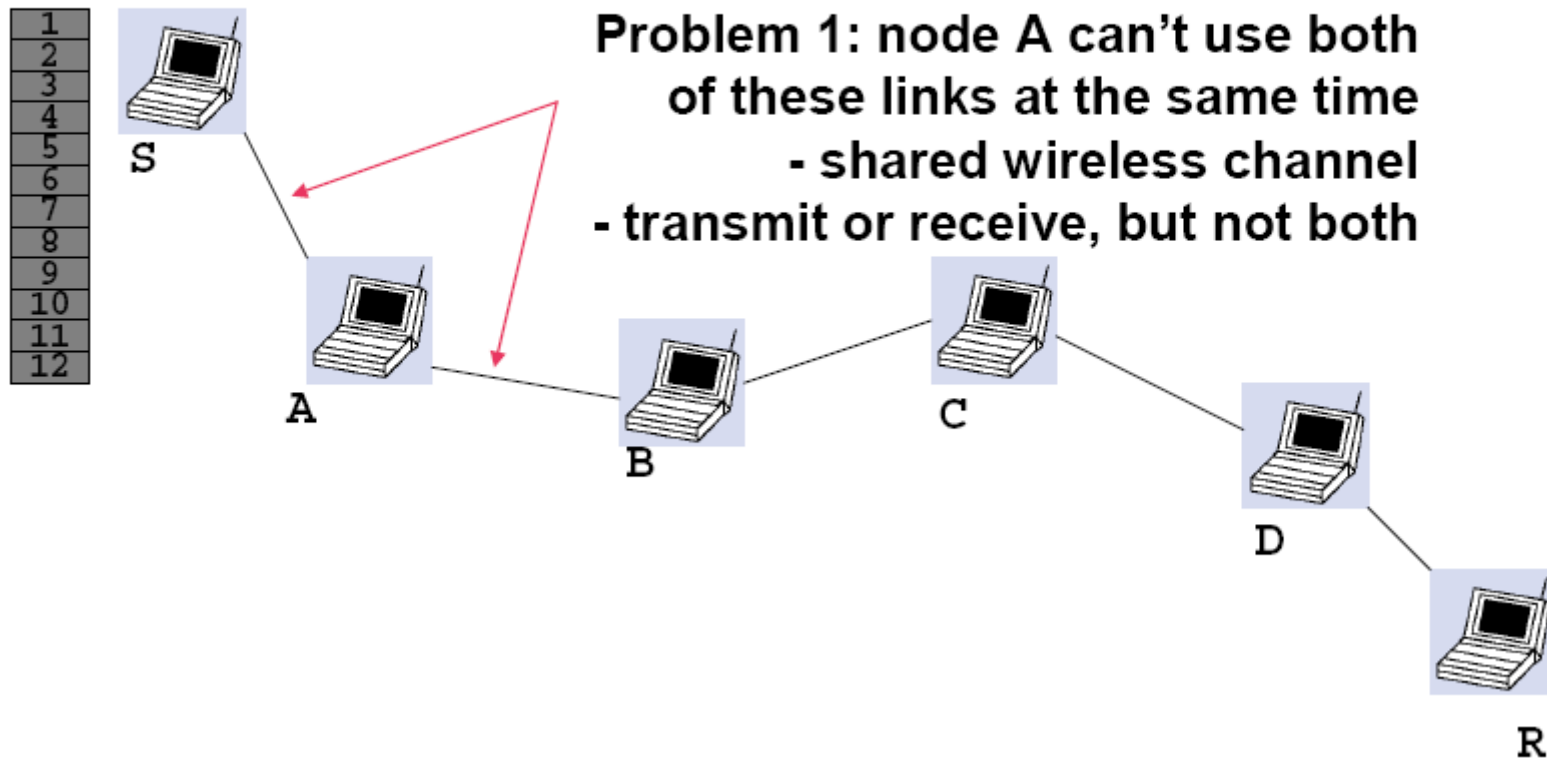 1
2
3
4
5
6
7
8
9
10
11
12
Problem 1: node A can’t use both
of these links at the same time
- shared wireless channel
- transmit or receive, but not both
S
A
B
C
D
R